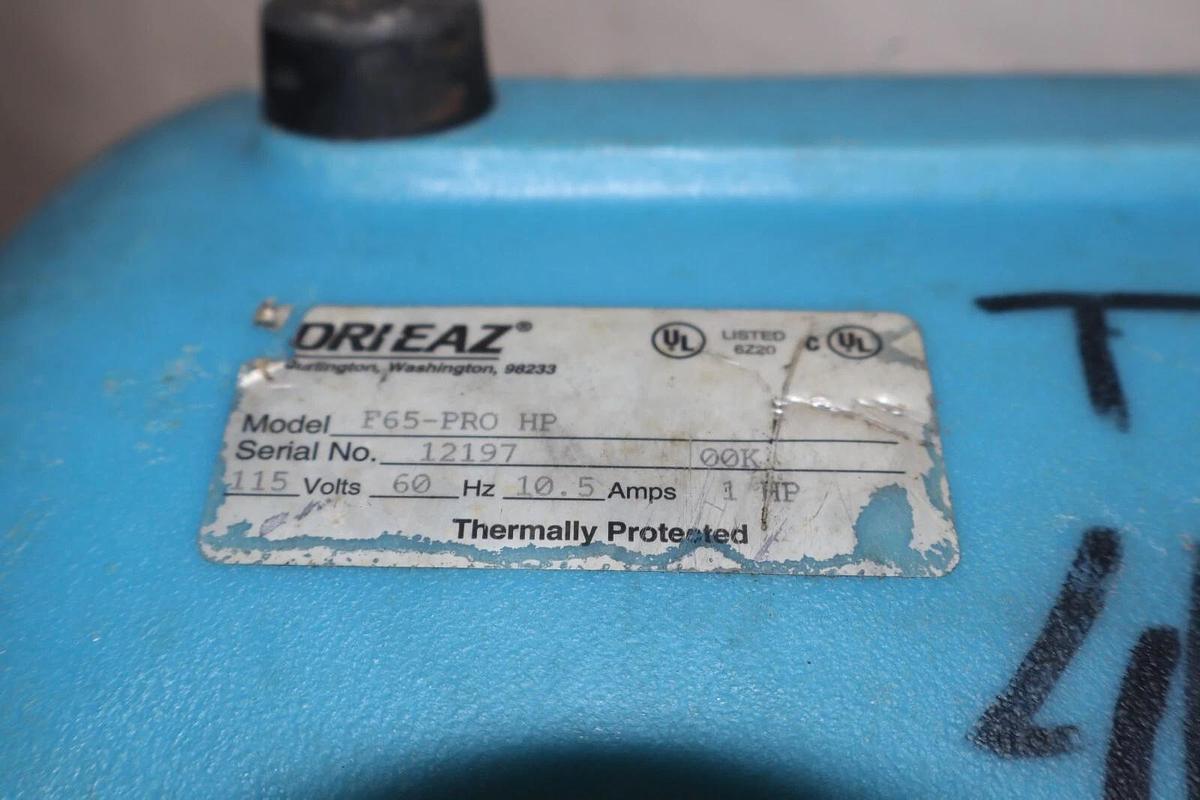 DRI-EAZ®
Burlington, Washington, 98233
UL LISTED 6Z20 C UL
Model F65-PRO HP
Serial No. 12197 00K
115 Volts 60 Hz 10.5 Amps 1 HP
Thermally Protected
T